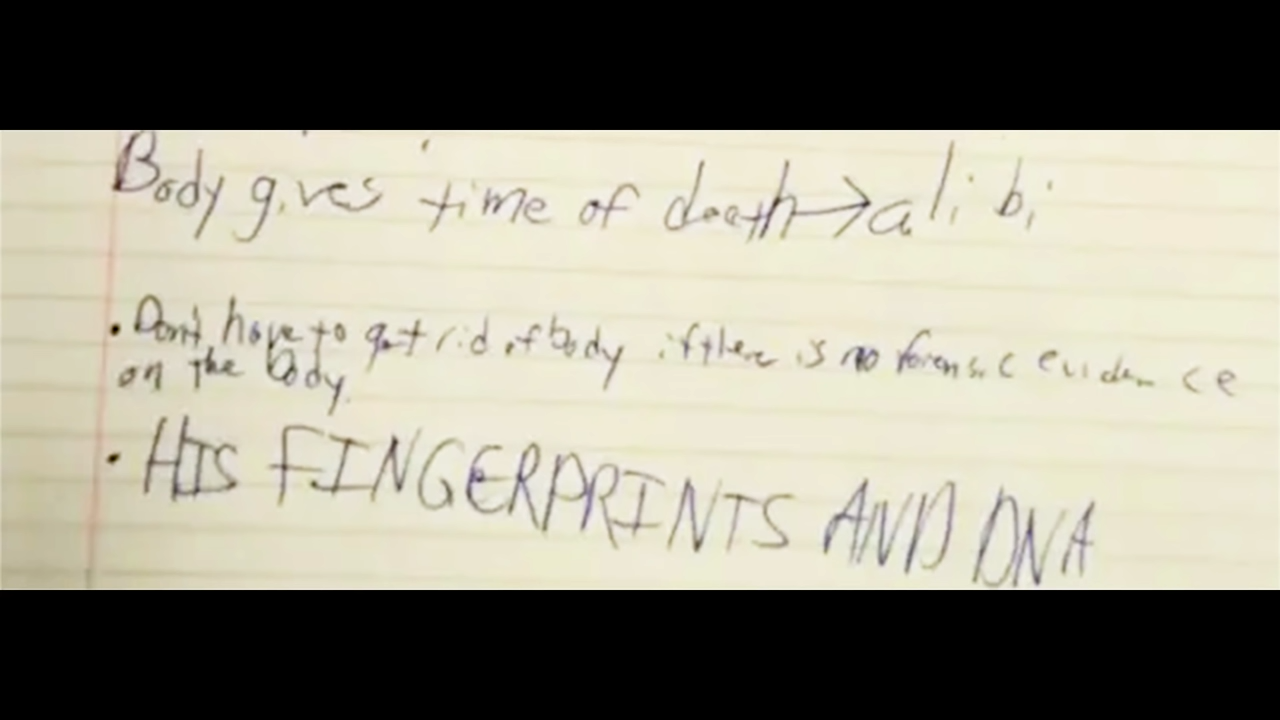 Body gives time of death→alibi
• Don't have to get rid of body if there is no forensic evidence
on the body.
• HIS FINGERPRINTS AND DNA